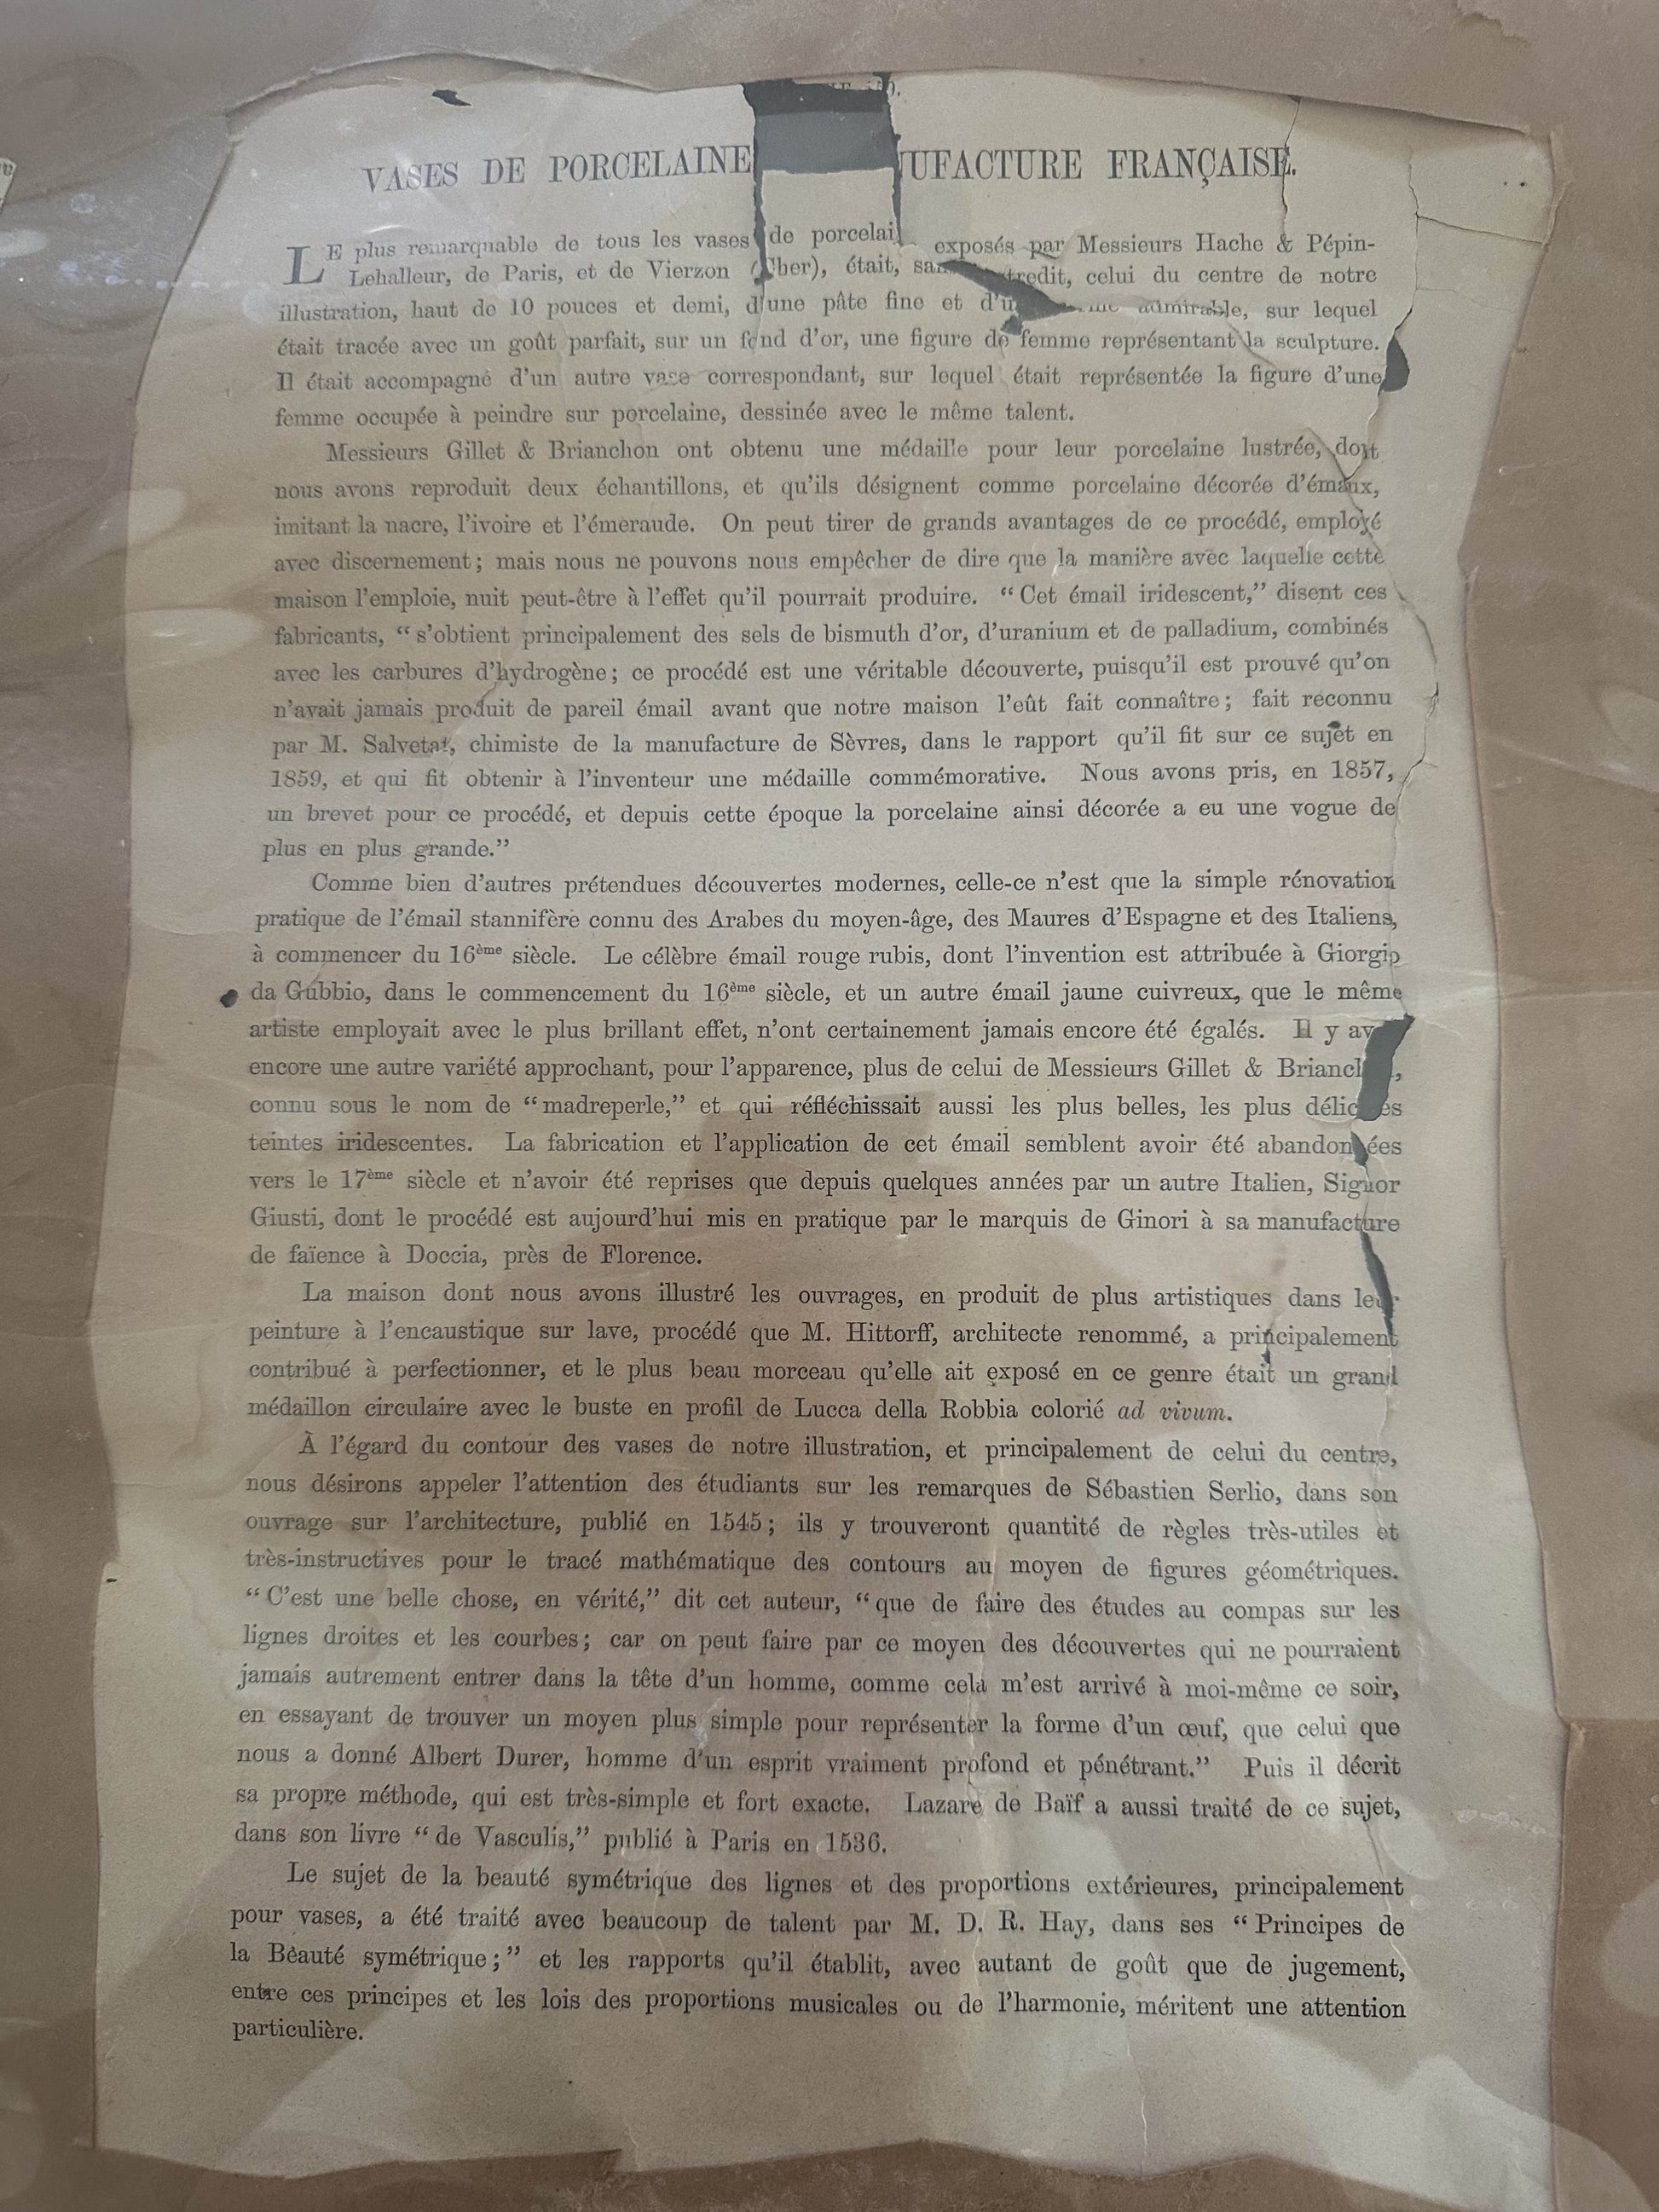 VASES DE PORCELAINE UFACTURE FRANÇAISE.
LE plus remarquable de tous les vases de porcelai exposés par Messieurs Hache & Pépin-
Lehalleur, de Paris, et de Vierzon (Cher), était, san tredit, celui du centre de notre
illustration, haut de 10 pouces et demi, d'une pâte fine et d'u admirable, sur lequel
était tracée avec un goût parfait, sur un fond d'or, une figure de femme représentant la sculpture.
Il était accompagné d'un autre vase correspondant, sur lequel était représentée la figure d'une
femme occupée à peindre sur porcelaine, dessinée avec le même talent.
Messieurs Gillet & Brianchon ont obtenu une médaille pour leur porcelaine lustrée, dont
nous avons reproduit deux échantillons, et qu'ils désignent comme porcelaine décorée d'émaux,
imitant la nacre, l'ivoire et l'émeraude. On peut tirer de grands avantages de ce procédé, employé
avec discernement; mais nous ne pouvons nous empêcher de dire que la manière avec laquelle cette
maison l'emploie, nuit peut-être à l'effet qu'il pourrait produire. “Cet émail iridescent,” disent ces
fabricants, “s'obtient principalement des sels de bismuth d'or, d'uranium et de palladium, combinés
avec les carbures d'hydrogène; ce procédé est une véritable découverte, puisqu'il est prouvé qu'on
n'avait jamais produit de pareil émail avant que notre maison l'eût fait connaître; fait reconnu
par M. Salvetat, chimiste de la manufacture de Sèvres, dans le rapport qu'il fit sur ce sujet en
1859, et qui fit obtenir à l'inventeur une médaille commémorative. Nous avons pris, en 1857,
un brevet pour ce procédé, et depuis cette époque la porcelaine ainsi décorée a eu une vogue de
plus en plus grande.”
Comme bien d'autres prétendues découvertes modernes, celle-ce n'est que la simple rénovation
pratique de l'émail stannifère connu des Arabes du moyen-âge, des Maures d'Espagne et des Italiens,
à commencer du 16ème siècle. Le célèbre émail rouge rubis, dont l'invention est attribuée à Giorgio
da Gubbio, dans le commencement du 16ème siècle, et un autre émail jaune cuivreux, que le même
artiste employait avec le plus brillant effet, n'ont certainement jamais encore été égalés. Il y av
encore une autre variété approchant, pour l'apparence, plus de celui de Messieurs Gillet & Brianch ,
connu sous le nom de “madreperle,” et qui réfléchissait aussi les plus belles, les plus délic es
teintes iridescentes. La fabrication et l'application de cet émail semblent avoir été abandonnées
vers le 17ème siècle et n'avoir été reprises que depuis quelques années par un autre Italien, Signor
Giusti, dont le procédé est aujourd'hui mis en pratique par le marquis de Ginori à sa manufacture
de faïence à Doccia, près de Florence.
La maison dont nous avons illustré les ouvrages, en produit de plus artistiques dans leur
peinture à l'encaustique sur lave, procédé que M. Hittorff, architecte renommé, a principalement
contribué à perfectionner, et le plus beau morceau qu'elle ait exposé en ce genre était un grand
médaillon circulaire avec le buste en profil de Lucca della Robbia colorié ad vivum.
À l'égard du contour des vases de notre illustration, et principalement de celui du centre,
nous désirons appeler l'attention des étudiants sur les remarques de Sébastien Serlio, dans son
ouvrage sur l'architecture, publié en 1545; ils y trouveront quantité de règles très-utiles et
très-instructives pour le tracé mathématique des contours au moyen de figures géométriques.
“C'est une belle chose, en vérité,” dit cet auteur, “que de faire des études au compas sur les
lignes droites et les courbes; car on peut faire par ce moyen des découvertes qui ne pourraient
jamais autrement entrer dans la tête d'un homme, comme cela m'est arrivé à moi-même ce soir,
en essayant de trouver un moyen plus simple pour représenter la forme d'un œuf, que celui que
nous a donné Albert Durer, homme d'un esprit vraiment profond et pénétrant.” Puis il décrit
sa propre méthode, qui est très-simple et fort exacte. Lazare de Baïf a aussi traité de ce sujet,
dans son livre “de Vasculis,” publié à Paris en 1536.
Le sujet de la beauté symétrique des lignes et des proportions extérieures, principalement
pour vases, a été traité avec beaucoup de talent par M. D. R. Hay, dans ses “Principes de
la Beauté symétrique;” et les rapports qu'il établit, avec autant de goût que de jugement,
entre ces principes et les lois des proportions musicales ou de l'harmonie, méritent une attention
particulière.